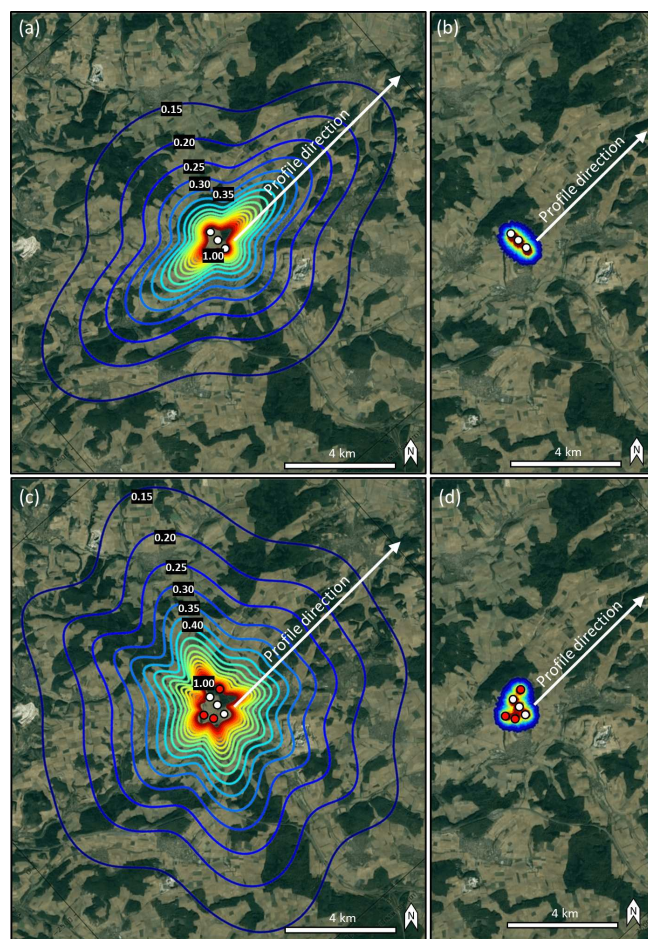 (a)
0.15
0.20
0.25
0.30
0.35
1.00
Profile direction
4 km
N
(b)
Profile direction
4 km
N
(c)
0.15
0.20
0.25
0.30
0.35
0.40
1.00
Profile direction
4 km
N
(d)
Profile direction
4 km
N